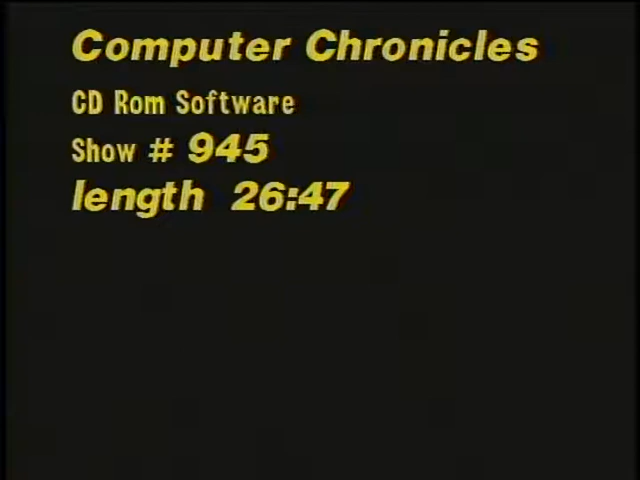 Computer Chronicles
CD Rom Software
Show # 945
length 26:47